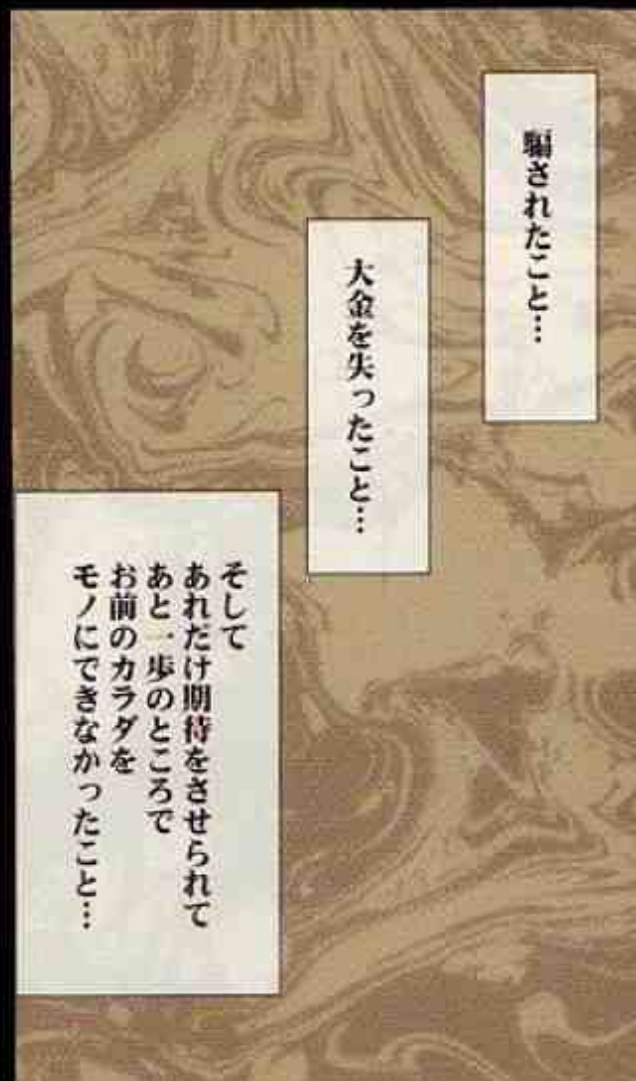 騙されたこと…
大金を失ったこと…
そして
あれだけ期待をさせられて
あと一歩のところで
お前のカラダを
モノにできなかったこと…